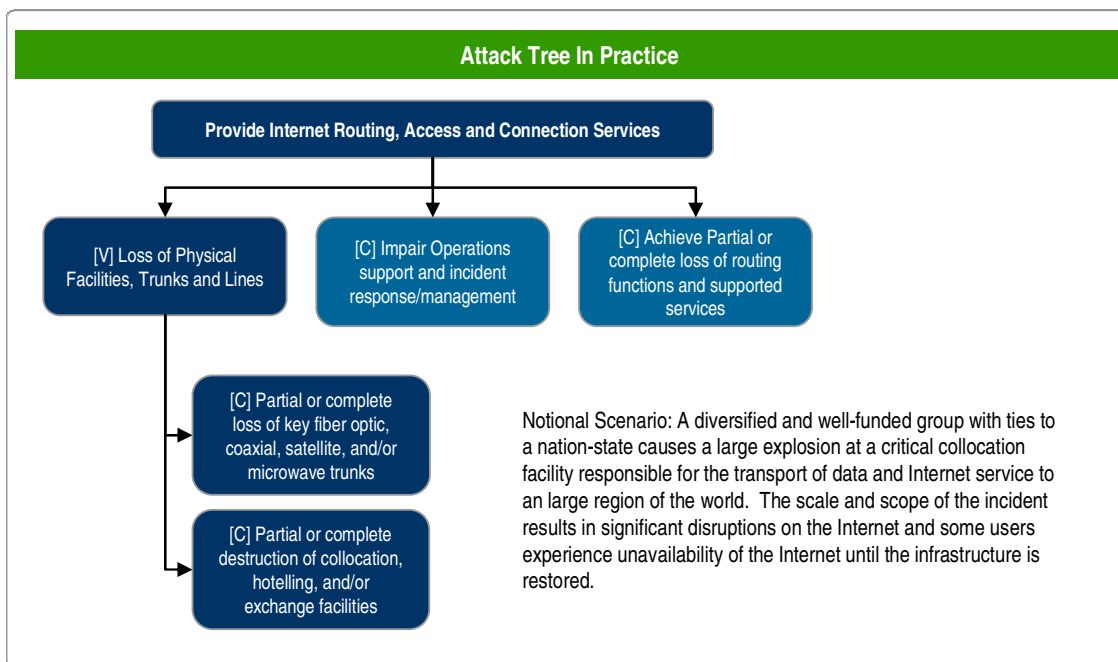 Attack Tree In Practice
Provide Internet Routing, Access and Connection Services
[V] Loss of Physical
Facilities, Trunks and Lines
[C] Impair Operations
support and incident
response/management
[C] Achieve Partial or
complete loss of routing
functions and supported
services
[C] Partial or complete
loss of key fiber optic,
coaxial, satellite, and/or
microwave trunks
[C] Partial or complete
destruction of collocation,
hotelling, and/or
exchange facilities
Notional Scenario: A diversified and well-funded group with ties to
a nation-state causes a large explosion at a critical collocation
facility responsible for the transport of data and Internet service to
an large region of the world.  The scale and scope of the incident
results in significant disruptions on the Internet and some users
experience unavailability of the Internet until the infrastructure is
restored.